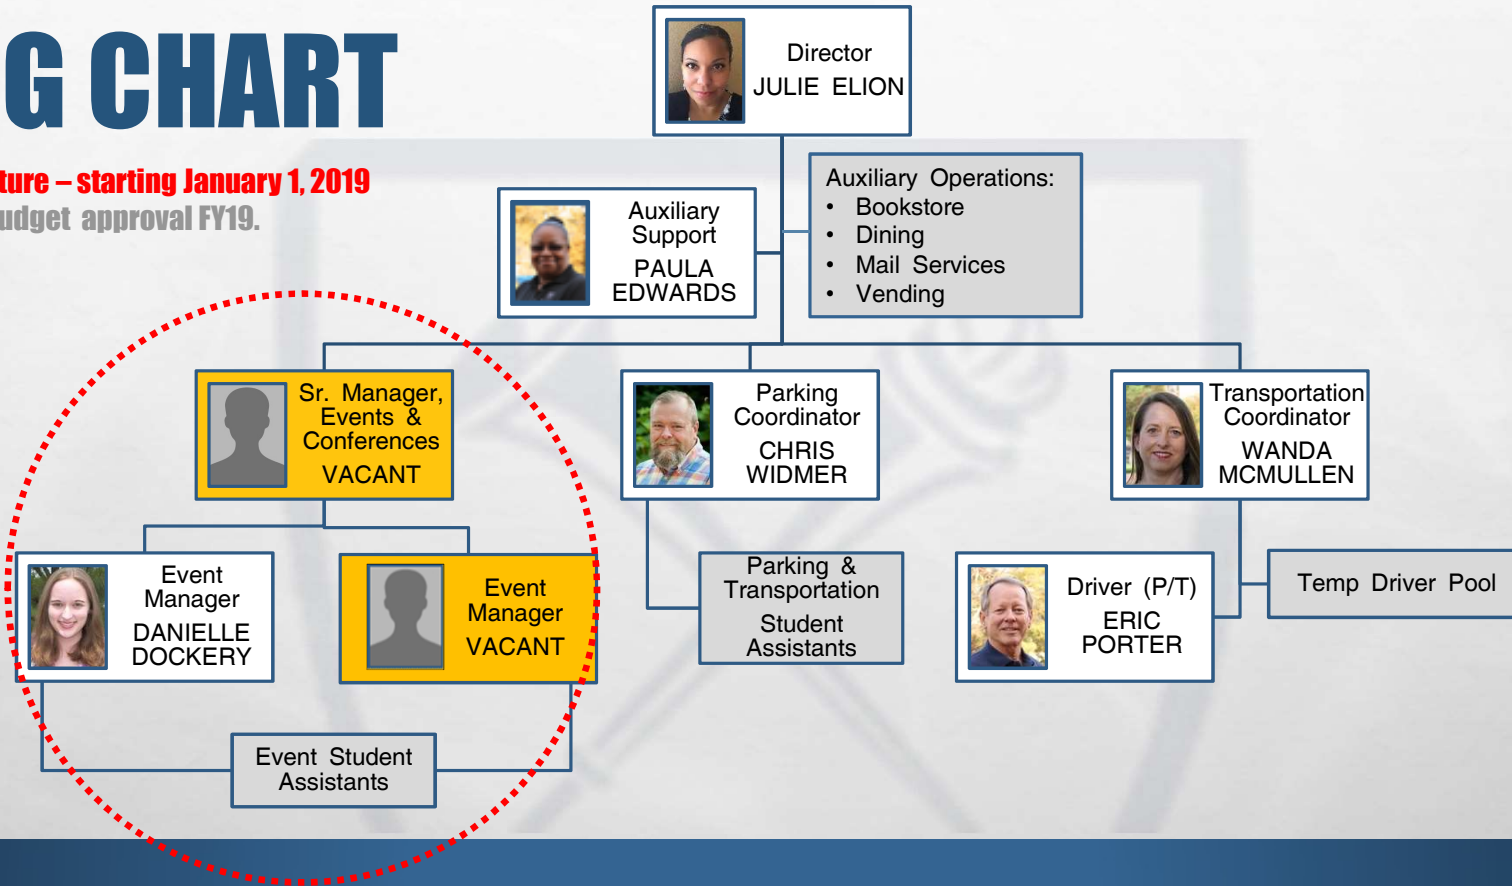 G CHART
ture – starting January 1, 2019
udget approval FY19.
Director
JULIE ELION
Auxiliary
Support
PAULA
EDWARDS
Auxiliary Operations:
• Bookstore
• Dining
• Mail Services
• Vending
Sr. Manager,
Events &
Conferences
VACANT
Parking
Coordinator
CHRIS
WIDMER
Transportation
Coordinator
WANDA
MCMULLEN
Event
Manager
DANIELLE
DOCKERY
Event
Manager
VACANT
Parking &
Transportation
Student
Assistants
Driver (P/T)
ERIC
PORTER
Temp Driver Pool
Event Student
Assistants